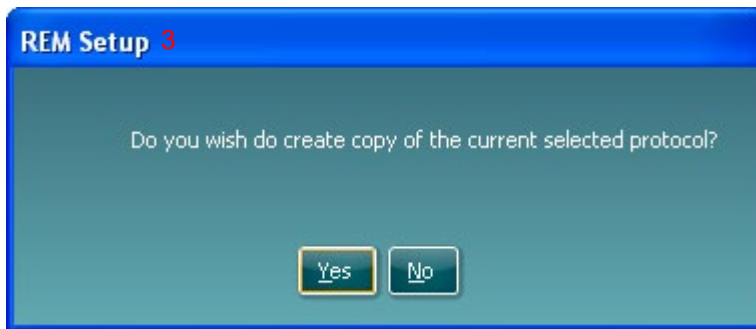 REM Setup 3
Do you wish do create copy of the current selected protocol?
Yes No